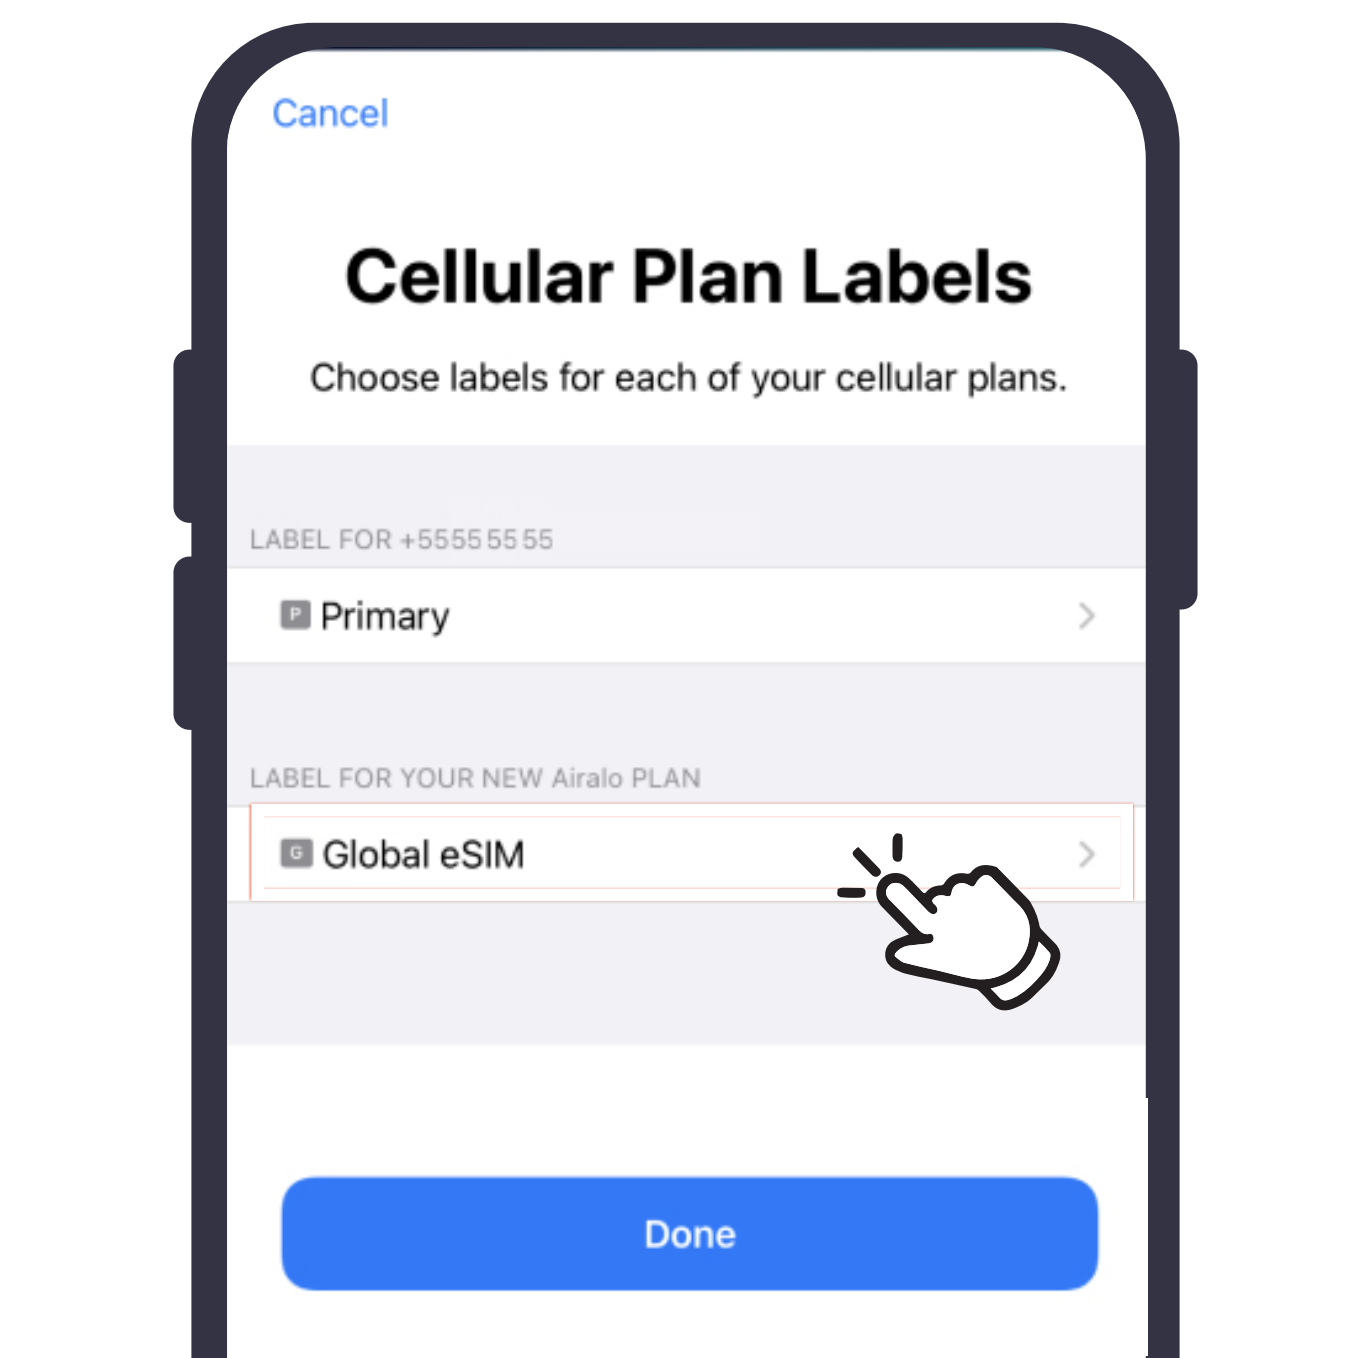 Cancel
Cellular Plan Labels
Choose labels for each of your cellular plans.
LABEL FOR +5555 55 55
P Primary
LABEL FOR YOUR NEW Airalo PLAN
G Global eSIM
Done